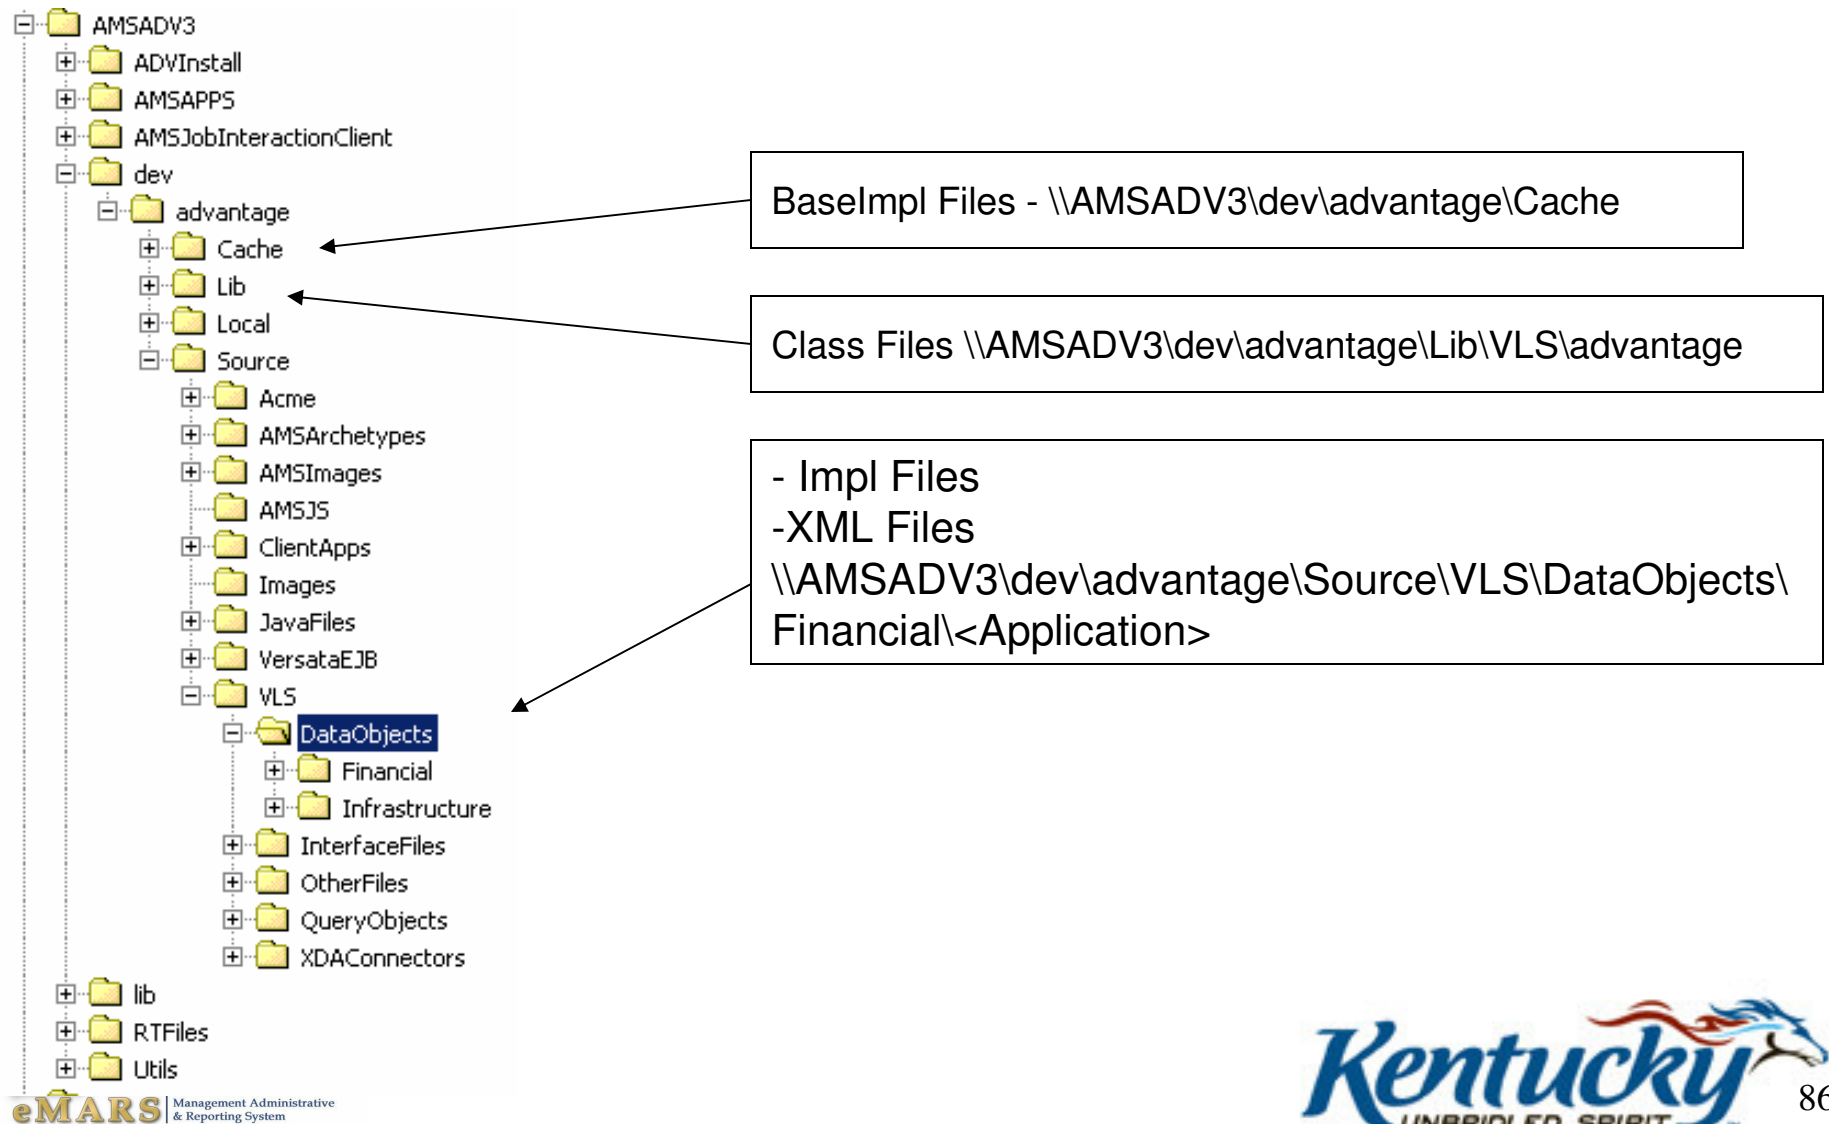 AMSADV3
ADVInstall
AMSAPPS
AMSJobInteractionClient
dev
advantage
Cache
Lib
Local
Source
Acme
AMSArchetypes
AMSImages
AMSJS
ClientApps
Images
JavaFiles
VersataEJB
VLS
DataObjects
Financial
Infrastructure
InterfaceFiles
OtherFiles
QueryObjects
XDAConnectors
lib
RTFiles
Utils
BaseImpl Files - \\AMSADV3\dev\advantage\Cache
Class Files \\AMSADV3\dev\advantage\Lib\VLS\advantage
- Impl Files
-XML Files
\\AMSADV3\dev\advantage\Source\VLS\DataObjects\
Financial\<Application>
eMARS
Management Administrative
& Reporting System
Kentucky
UNBRIDLED SPIRIT
86